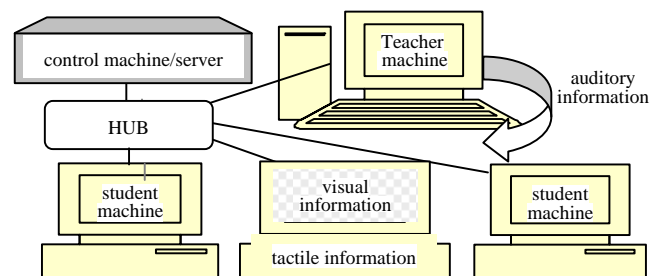 control machine/server
Teacher
machine
auditory
information
HUB
student
machine
visual
information
student
machine
tactile information